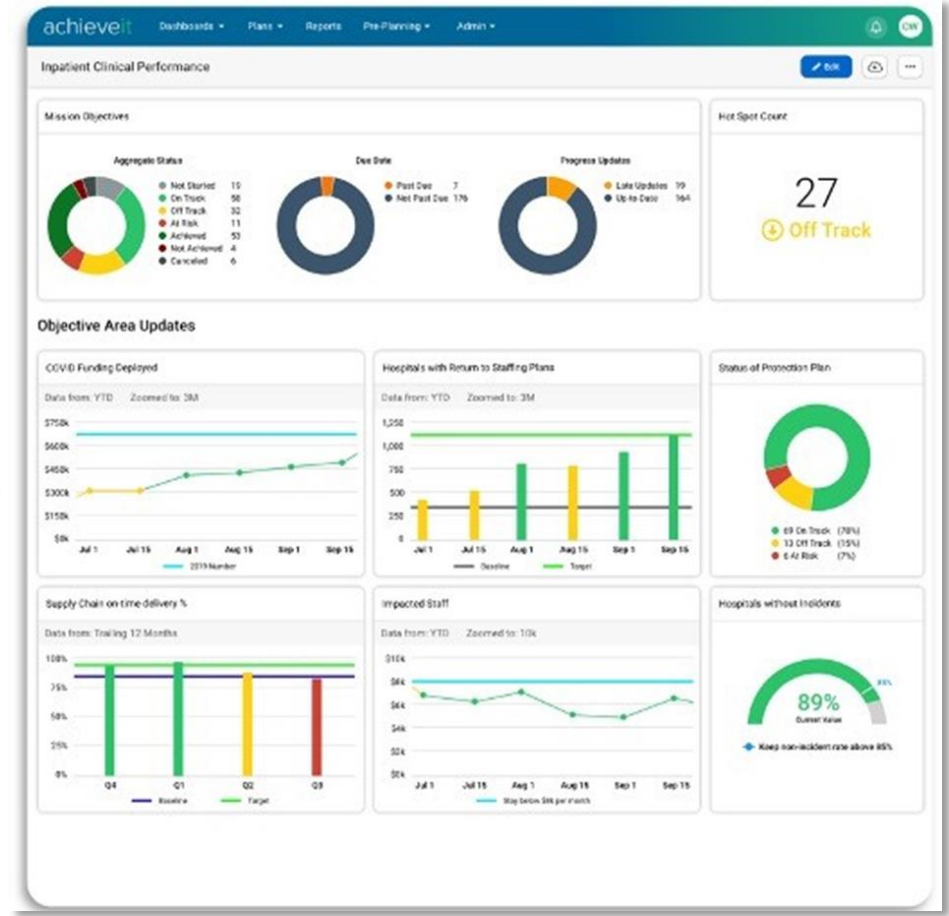 achieveit Dashboards Plans Reports Pre-Planning Admin CW
Inpatient Clinical Performance Edit
Mission Objectives
Aggregate Status
Not Started 19
On Track 58
Off Track 32
At Risk 11
Achieved 53
Not Achieved 4
Canceled 6
Due Date
Past Due 7
Not Past Due 176
Progress Updates
Late Updates 19
Up-to-Date 164
Hot Spot Count
27
Off Track
Objective Area Updates
COVID Funding Deployed
Data from: YTD Zoomed to: 3M
$750k
$600k
$450k
$300k
$150k
$0k
Jul 1 Jul 15 Aug 1 Aug 15 Sep 1 Sep 15
2019 Number
Hospitals with Return to Staffing Plans
Data from: YTD Zoomed to: 3M
1,250
1,000
750
500
250
0
Jul 1 Jul 15 Aug 1 Aug 15 Sep 1 Sep 15
Baseline Target
Status of Protection Plan
69 On Track (78%)
13 Off Track (15%)
6 At Risk (7%)
Supply Chain on-time delivery %
Data from: Trailing 12 Months
100%
75%
50%
25%
0%
Q4 Q1 Q2 Q3
Baseline Target
Impacted Staff
Data from: YTD Zoomed to: 10k
$10k
$8k
$6k
$4k
$2k
$0k
Jul 1 Jul 15 Aug 1 Aug 15 Sep 1 Sep 15
Stay below $8k per month
Hospitals without Incidents
85%
89%
Current Value
Keep non-incident rate above 85%